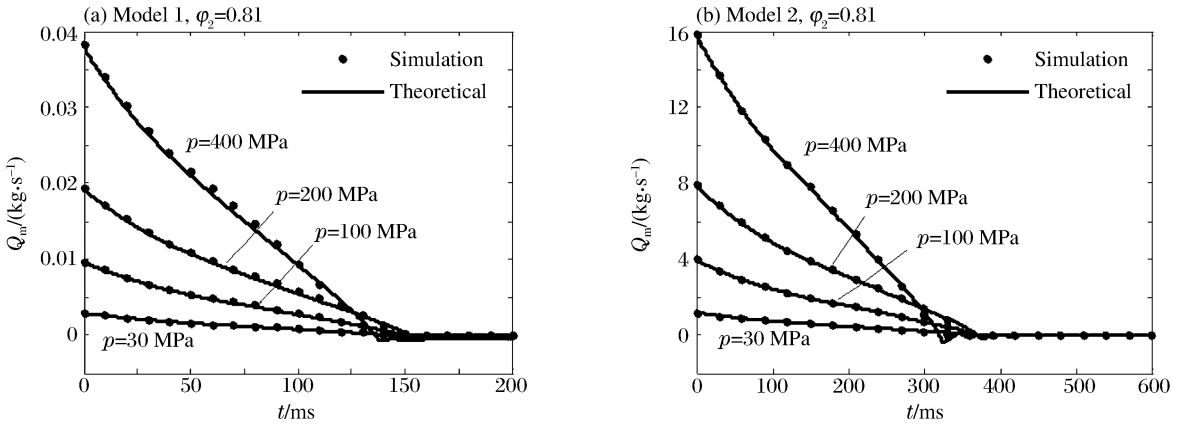 (a) Model 1, φ₂=0.81
0.04
0.03
0.02
0.01
0
Qₘ/(kg·s⁻¹)
Simulation
Theoretical
p=400 MPa
p=200 MPa
p=100 MPa
p=30 MPa
0 50 100 150 200
t/ms
(b) Model 2, φ₂=0.81
16
12
8
4
0
Qₘ/(kg·s⁻¹)
Simulation
Theoretical
p=400 MPa
p=200 MPa
p=100 MPa
p=30 MPa
0 100 200 300 400 500 600
t/ms